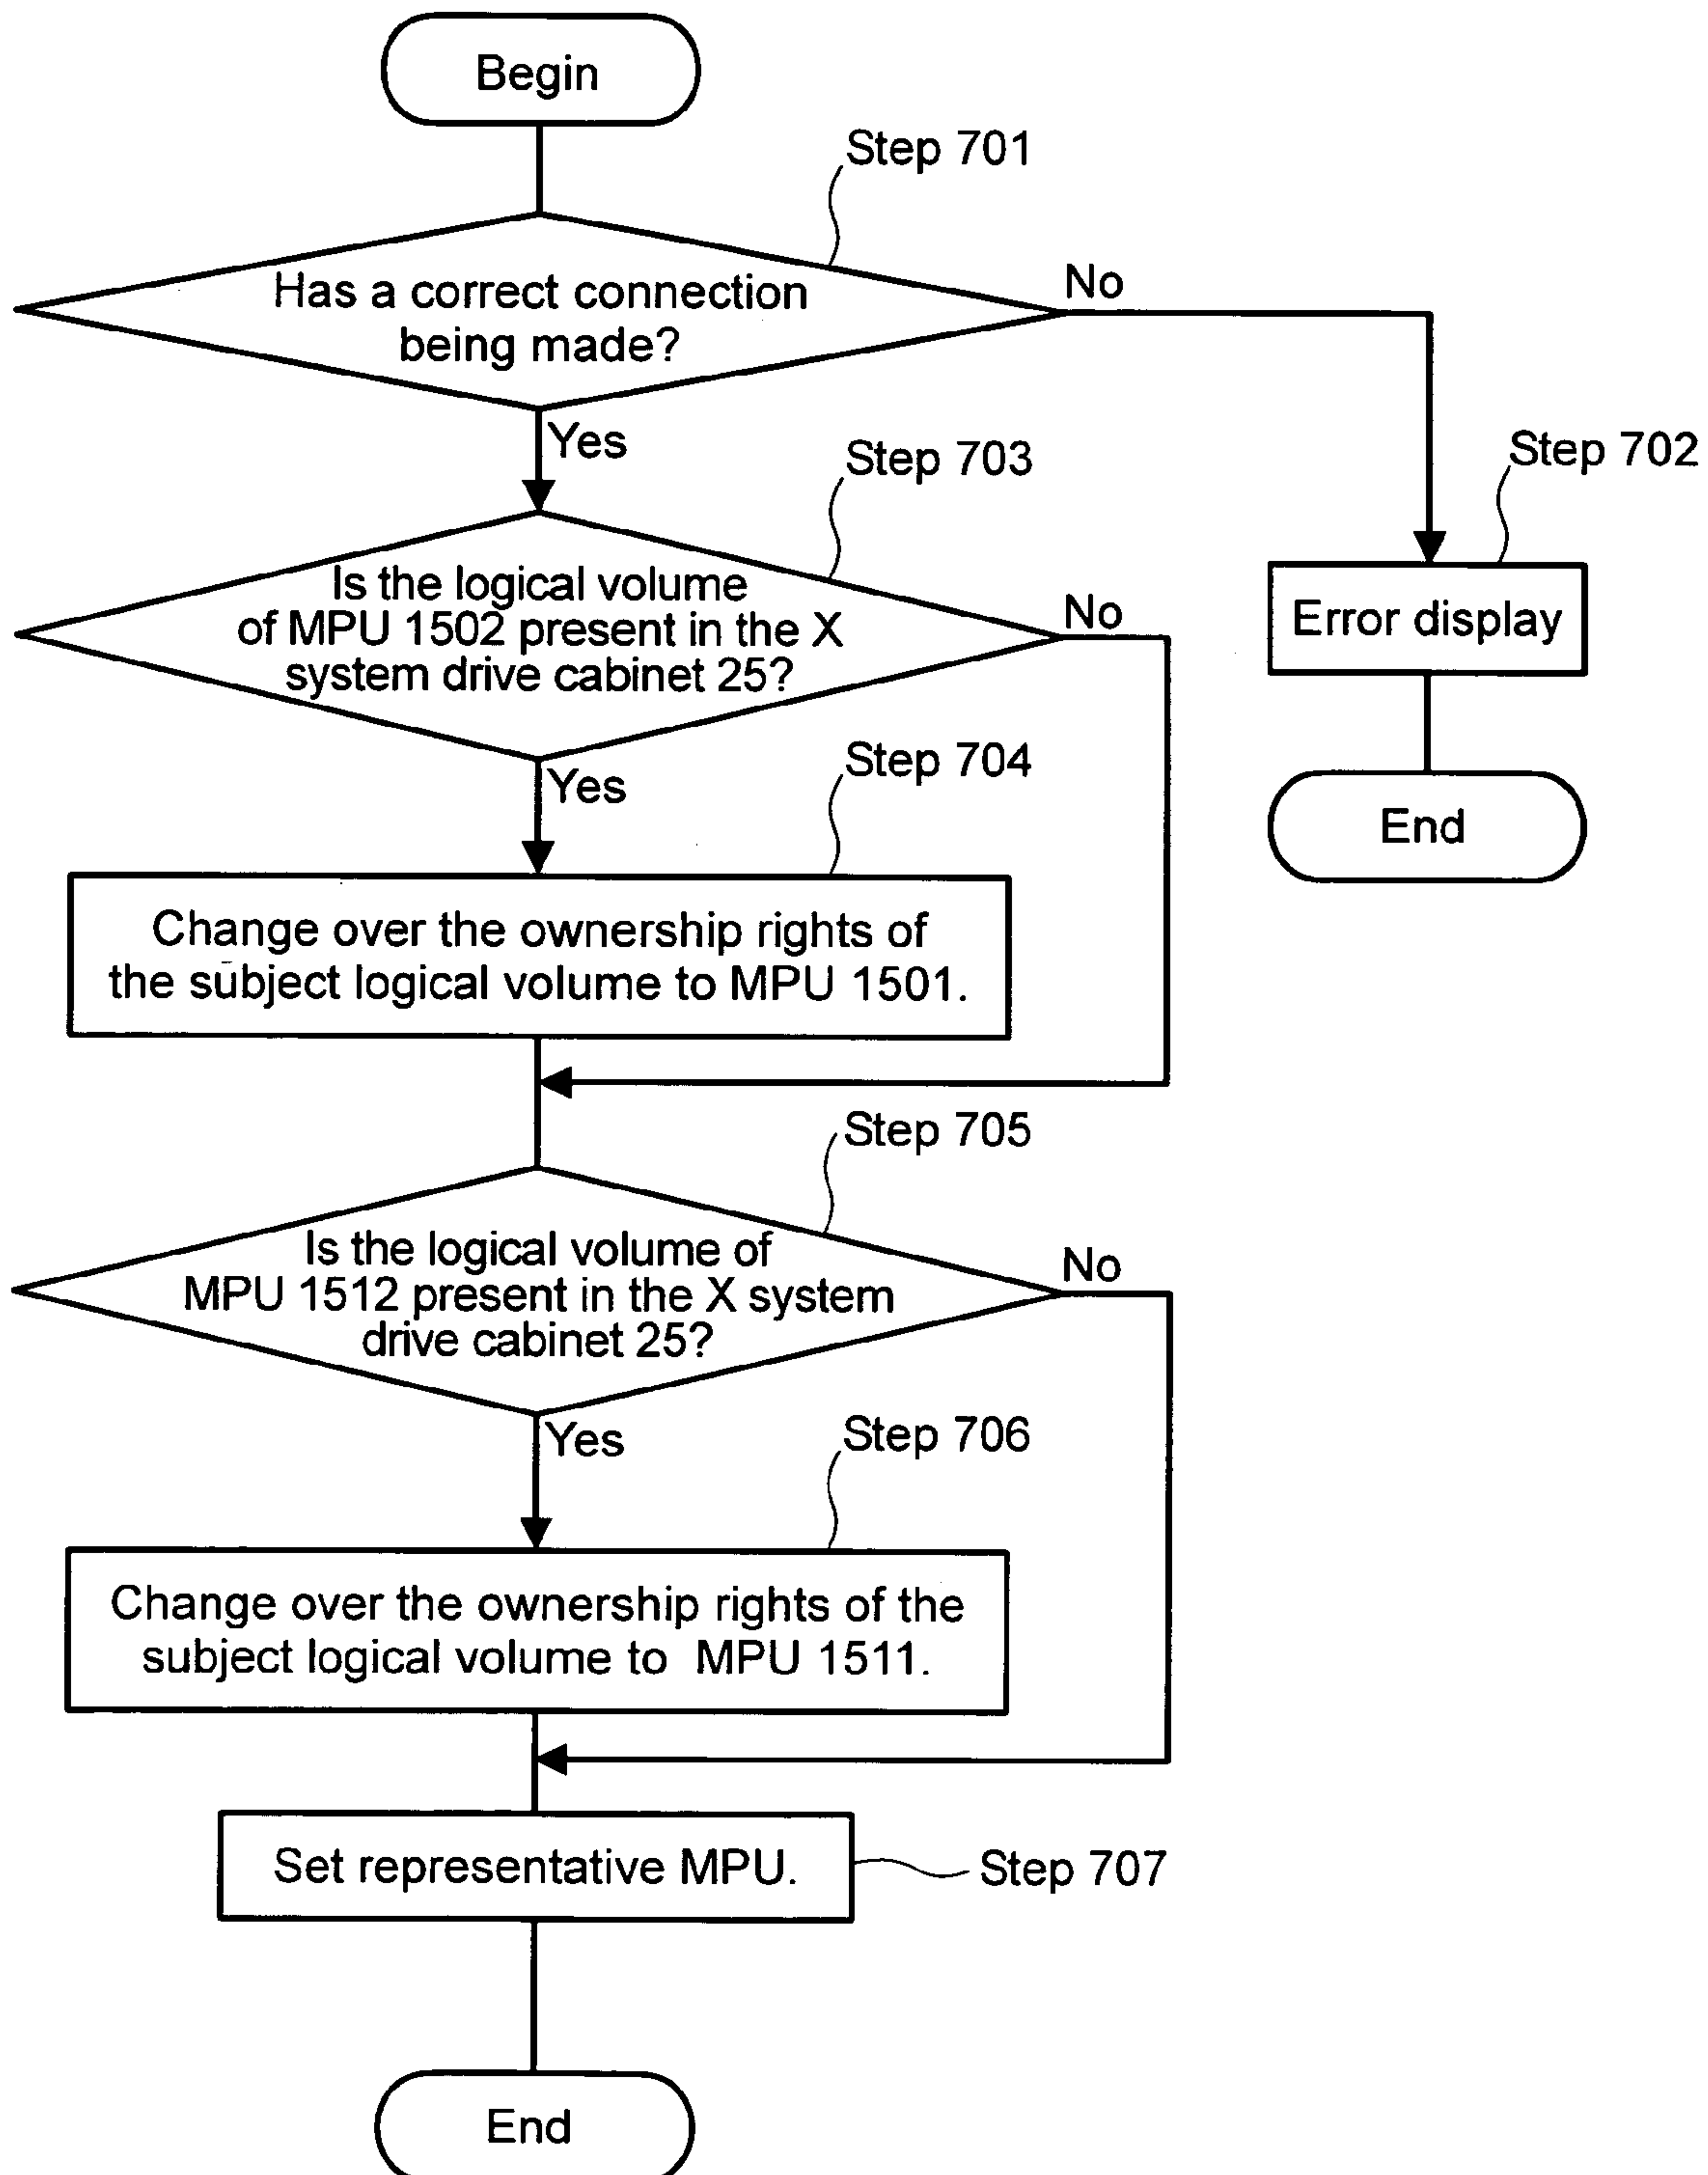 Begin
Step 701
Has a correct connection
being made?
No
Yes
Step 702
Error display
End
Step 703
Is the logical volume
of MPU 1502 present in the X
system drive cabinet 25?
No
Yes
Step 704
Change over the ownership rights of
the subject logical volume to MPU 1501.
Step 705
Is the logical volume of
MPU 1512 present in the X system
drive cabinet 25?
No
Yes
Step 706
Change over the ownership rights of the
subject logical volume to MPU 1511.
Set representative MPU.
Step 707
End